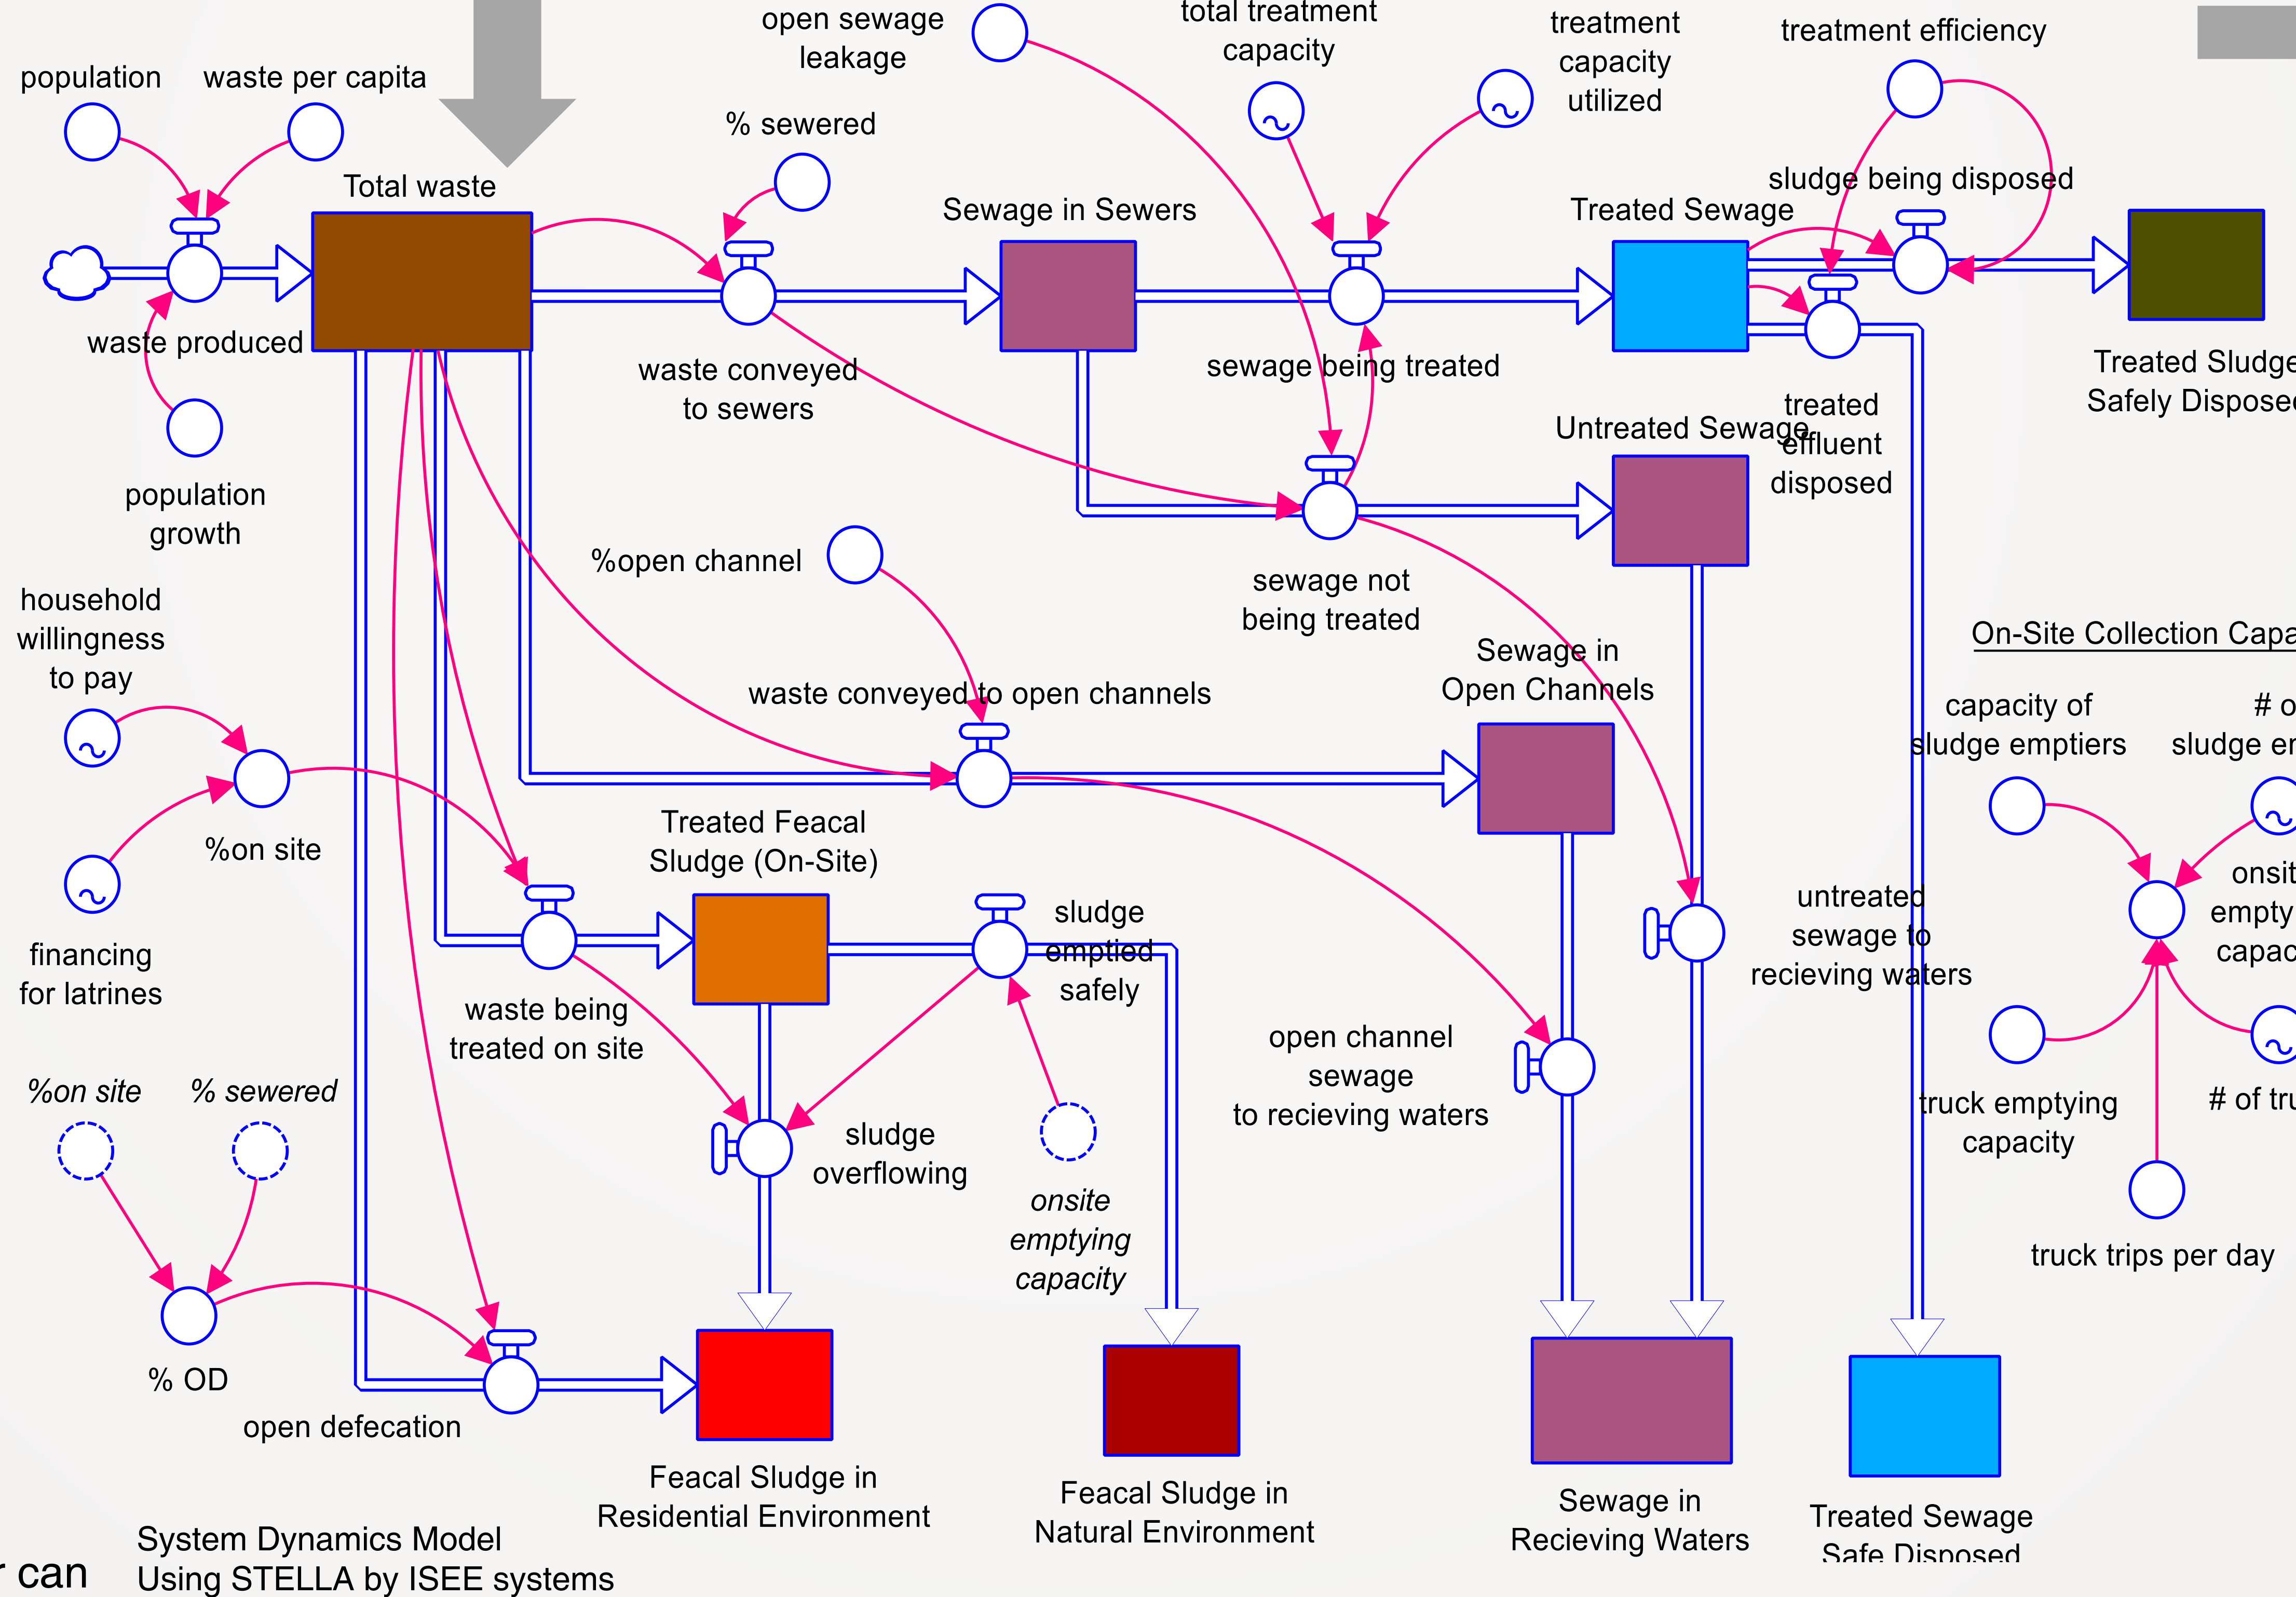 open sewage
leakage
total treatment
capacity
treatment
capacity
utilized
treatment efficiency
population
waste per capita
% sewered
Total waste
Sewage in Sewers
Treated Sewage
sludge being disposed
waste produced
waste conveyed
to sewers
sewage being treated
Treated Sludge
Safely Disposed
treated
effluent
disposed
Untreated Sewage
population
growth
%open channel
sewage not
being treated
household
willingness
to pay
waste conveyed to open channels
Sewage in
Open Channels
On-Site Collection
capacity of
sludge emptiers
# o
sludge
%on site
Treated Feacal
Sludge (On-Site)
sludge
emptied
safely
untreated
sewage to
recieving waters
financing
for latrines
waste being
treated on site
open channel
sewage
to recieving waters
truck emptying
capacity
# of
%on site
% sewered
sludge
overflowing
onsite
emptying
capacity
truck trips per day
% OD
open defecation
Feacal Sludge in
Residential Environment
Feacal Sludge in
Natural Environment
Sewage in
Recieving Waters
Treated Sewage
Safe Disposed
System Dynamics Model
Using STELLA by ISEE systems
can